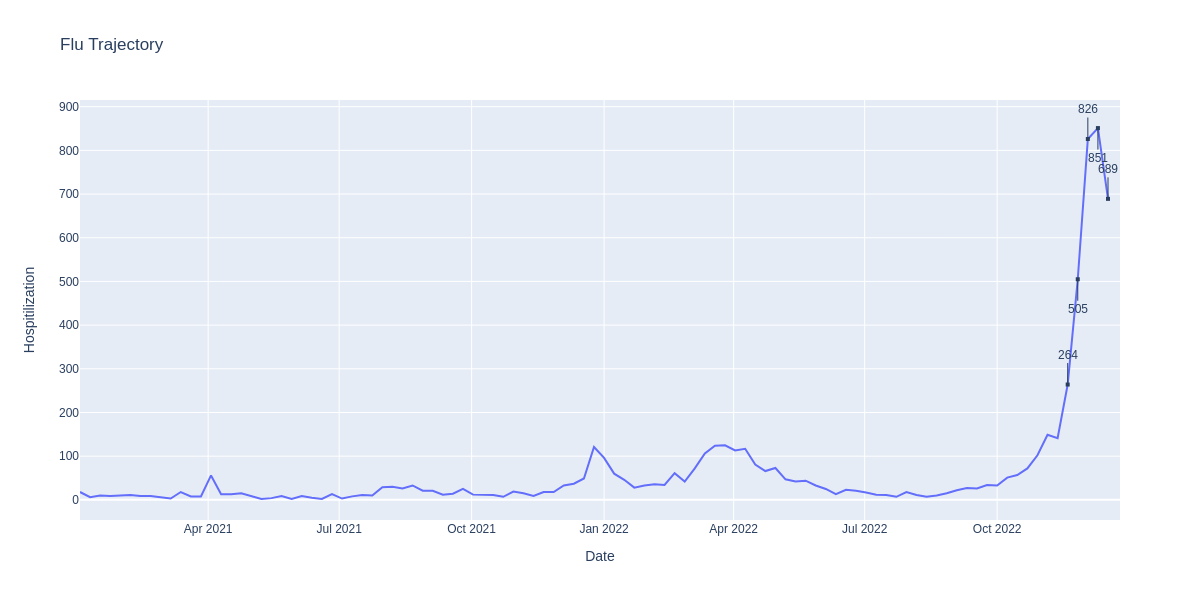 Flu Trajectory
900
800
700
600
500
400
300
200
100
0
826
851
689
505
264
Apr 2021
Jul 2021
Oct 2021
Jan 2022
Apr 2022
Jul 2022
Oct 2022
Date
Hospitilization